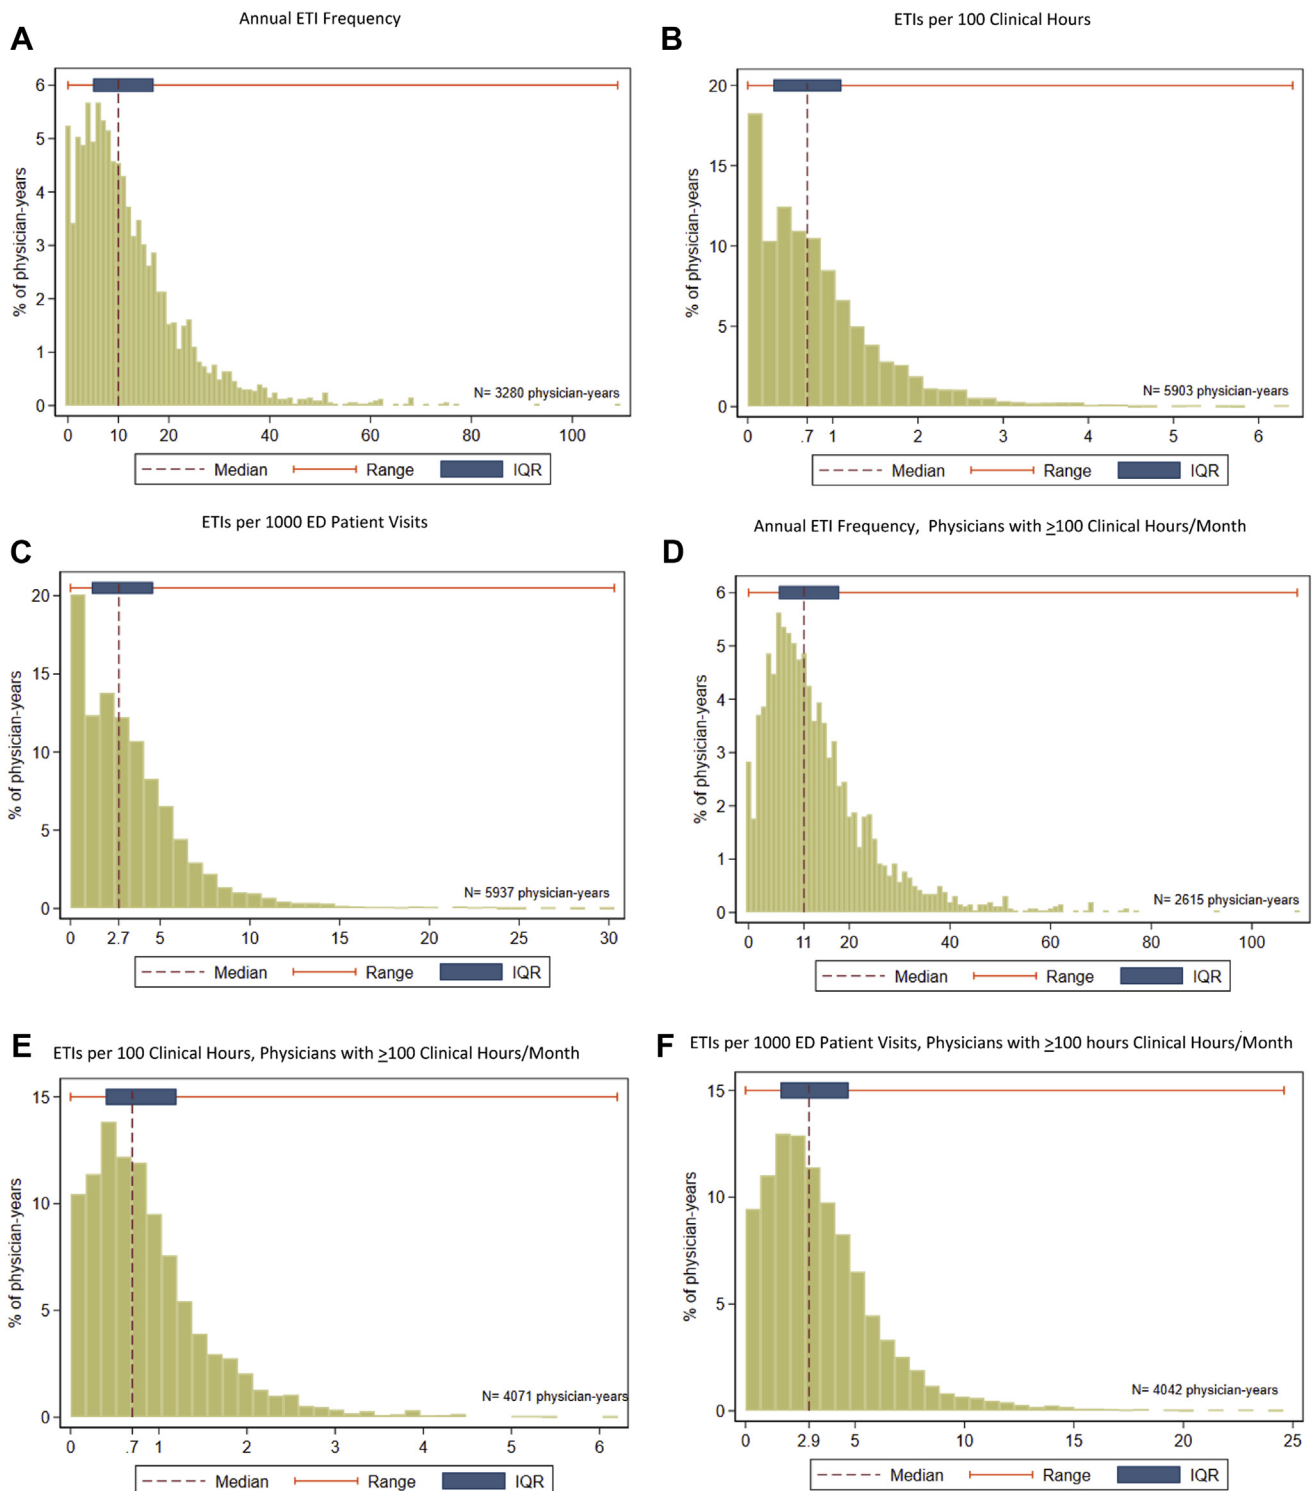 Annual ETI Frequency
A
% of physician-years
6
5
4
3
2
1
0
N= 3280 physician-years
0 10 20 40 60 80 100
Median Range IQR
ETIs per 100 Clinical Hours
B
% of physician-years
20
15
10
5
0
N= 5903 physician-years
0 .7 1 2 3 4 5 6
Median Range IQR
ETIs per 1000 ED Patient Visits
C
% of physician-years
20
15
10
5
0
N= 5937 physician-years
0 2.7 5 10 15 20 25 30
Median Range IQR
Annual ETI Frequency, Physicians with ≥100 Clinical Hours/Month
D
% of physician-years
6
5
4
3
2
1
0
N= 2615 physician-years
0 11 20 40 60 80 100
Median Range IQR
E
ETIs per 100 Clinical Hours, Physicians with ≥100 Clinical Hours/Month
% of physician-years
15
10
5
0
N= 4071 physician-years
0 .7 1 2 3 4 5 6
Median Range IQR
F
ETIs per 1000 ED Patient Visits, Physicians with ≥100 hours Clinical Hours/Month
% of physician-years
15
10
5
0
N= 4042 physician-years
0 2.9 5 10 15 20 25
Median Range IQR